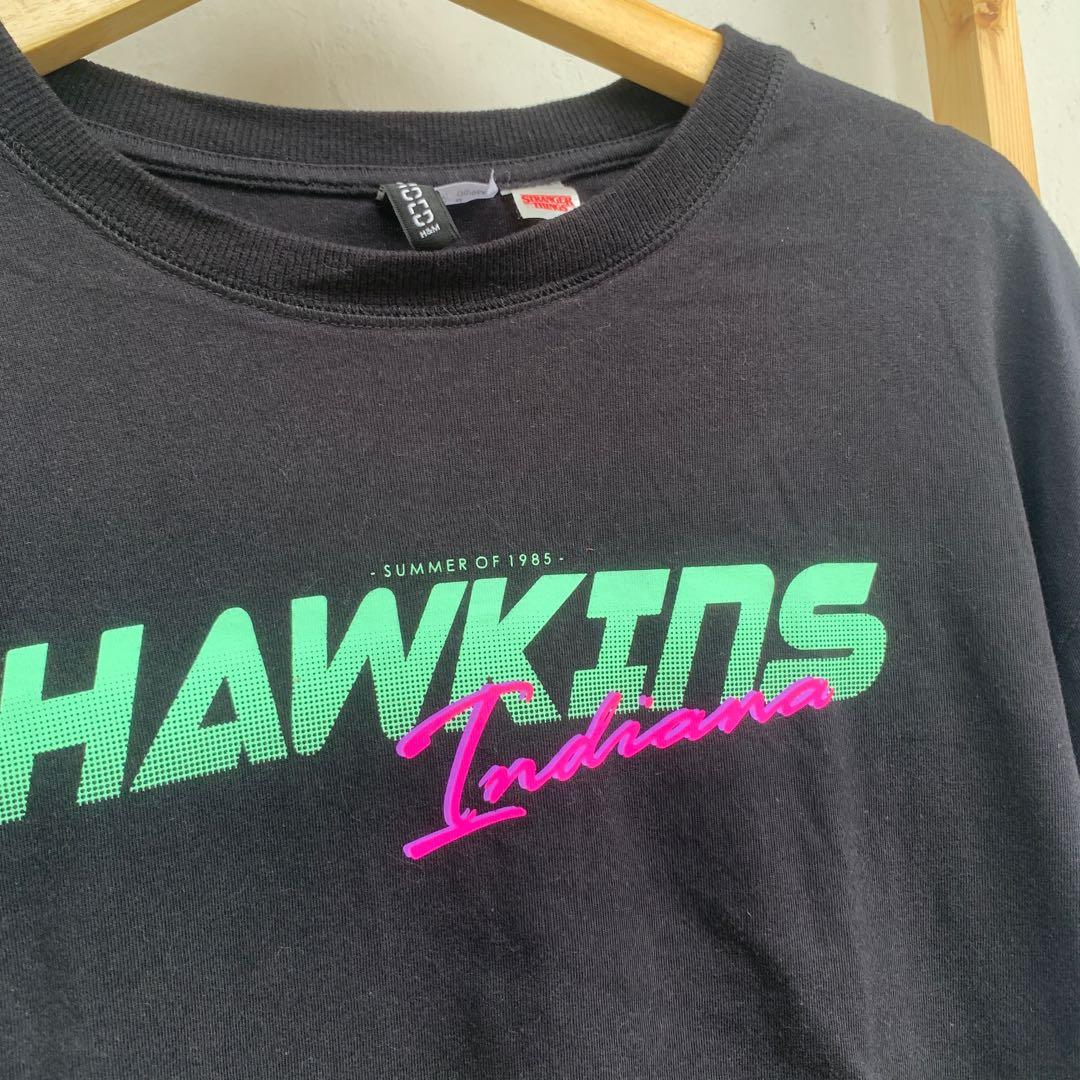 H&M
STRANGER
THINGS
- SUMMER OF 1985 -
HAWKINS
Indiana